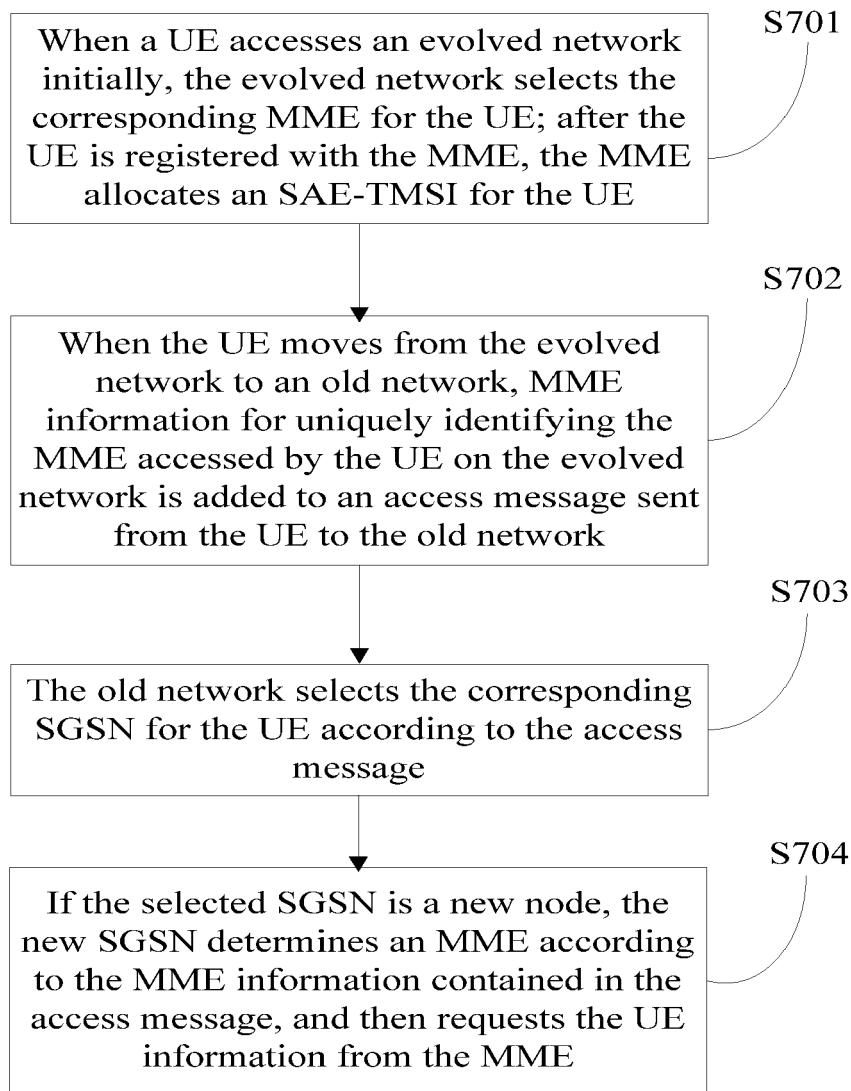 S701
When a UE accesses an evolved network
initially, the evolved network selects the
corresponding MME for the UE; after the
UE is registered with the MME, the MME
allocates an SAE-TMSI for the UE
S702
When the UE moves from the evolved
network to an old network, MME
information for uniquely identifying the
MME accessed by the UE on the evolved
network is added to an access message sent
from the UE to the old network
S703
The old network selects the corresponding
SGSN for the UE according to the access
message
S704
If the selected SGSN is a new node, the
new SGSN determines an MME according
to the MME information contained in the
access message, and then requests the UE
information from the MME